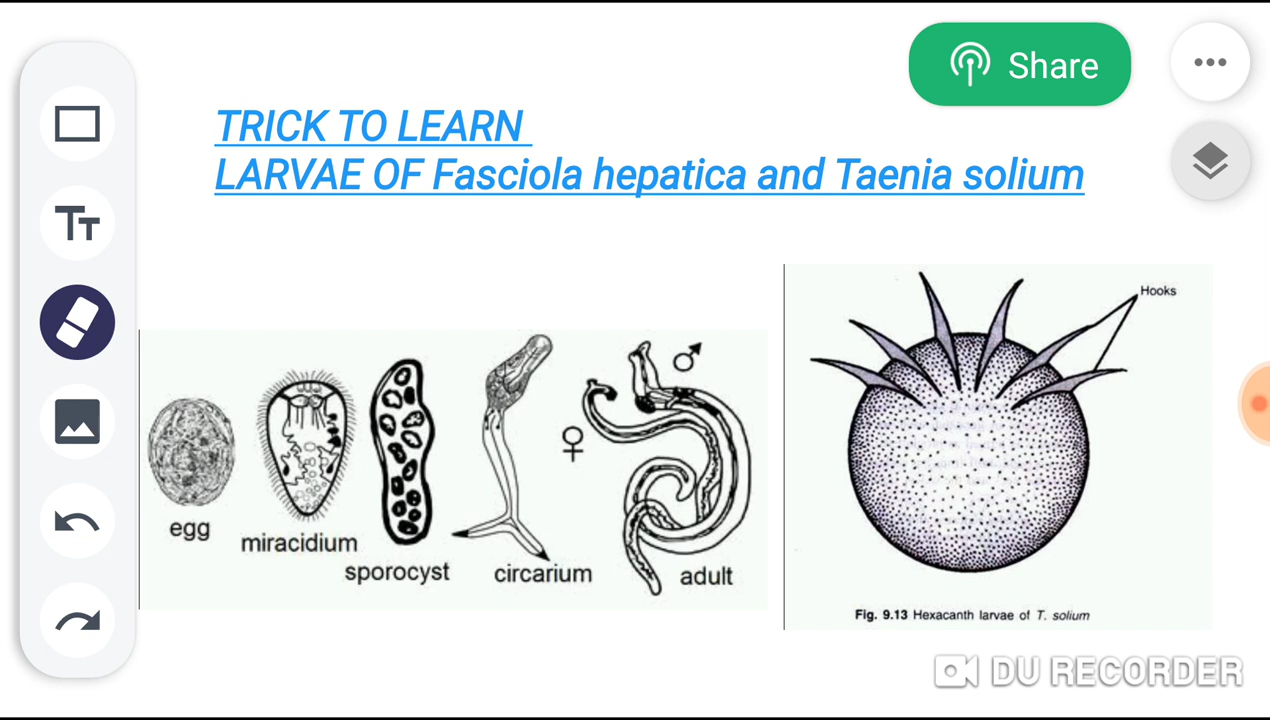 Share
TRICK TO LEARN
LARVAE OF Fasciola hepatica and Taenia solium
TT
Hooks
egg
miracidium
sporocyst
circarium
adult
Fig. 9.13 Hexacanth larvae of T. solium
DU RECORDER